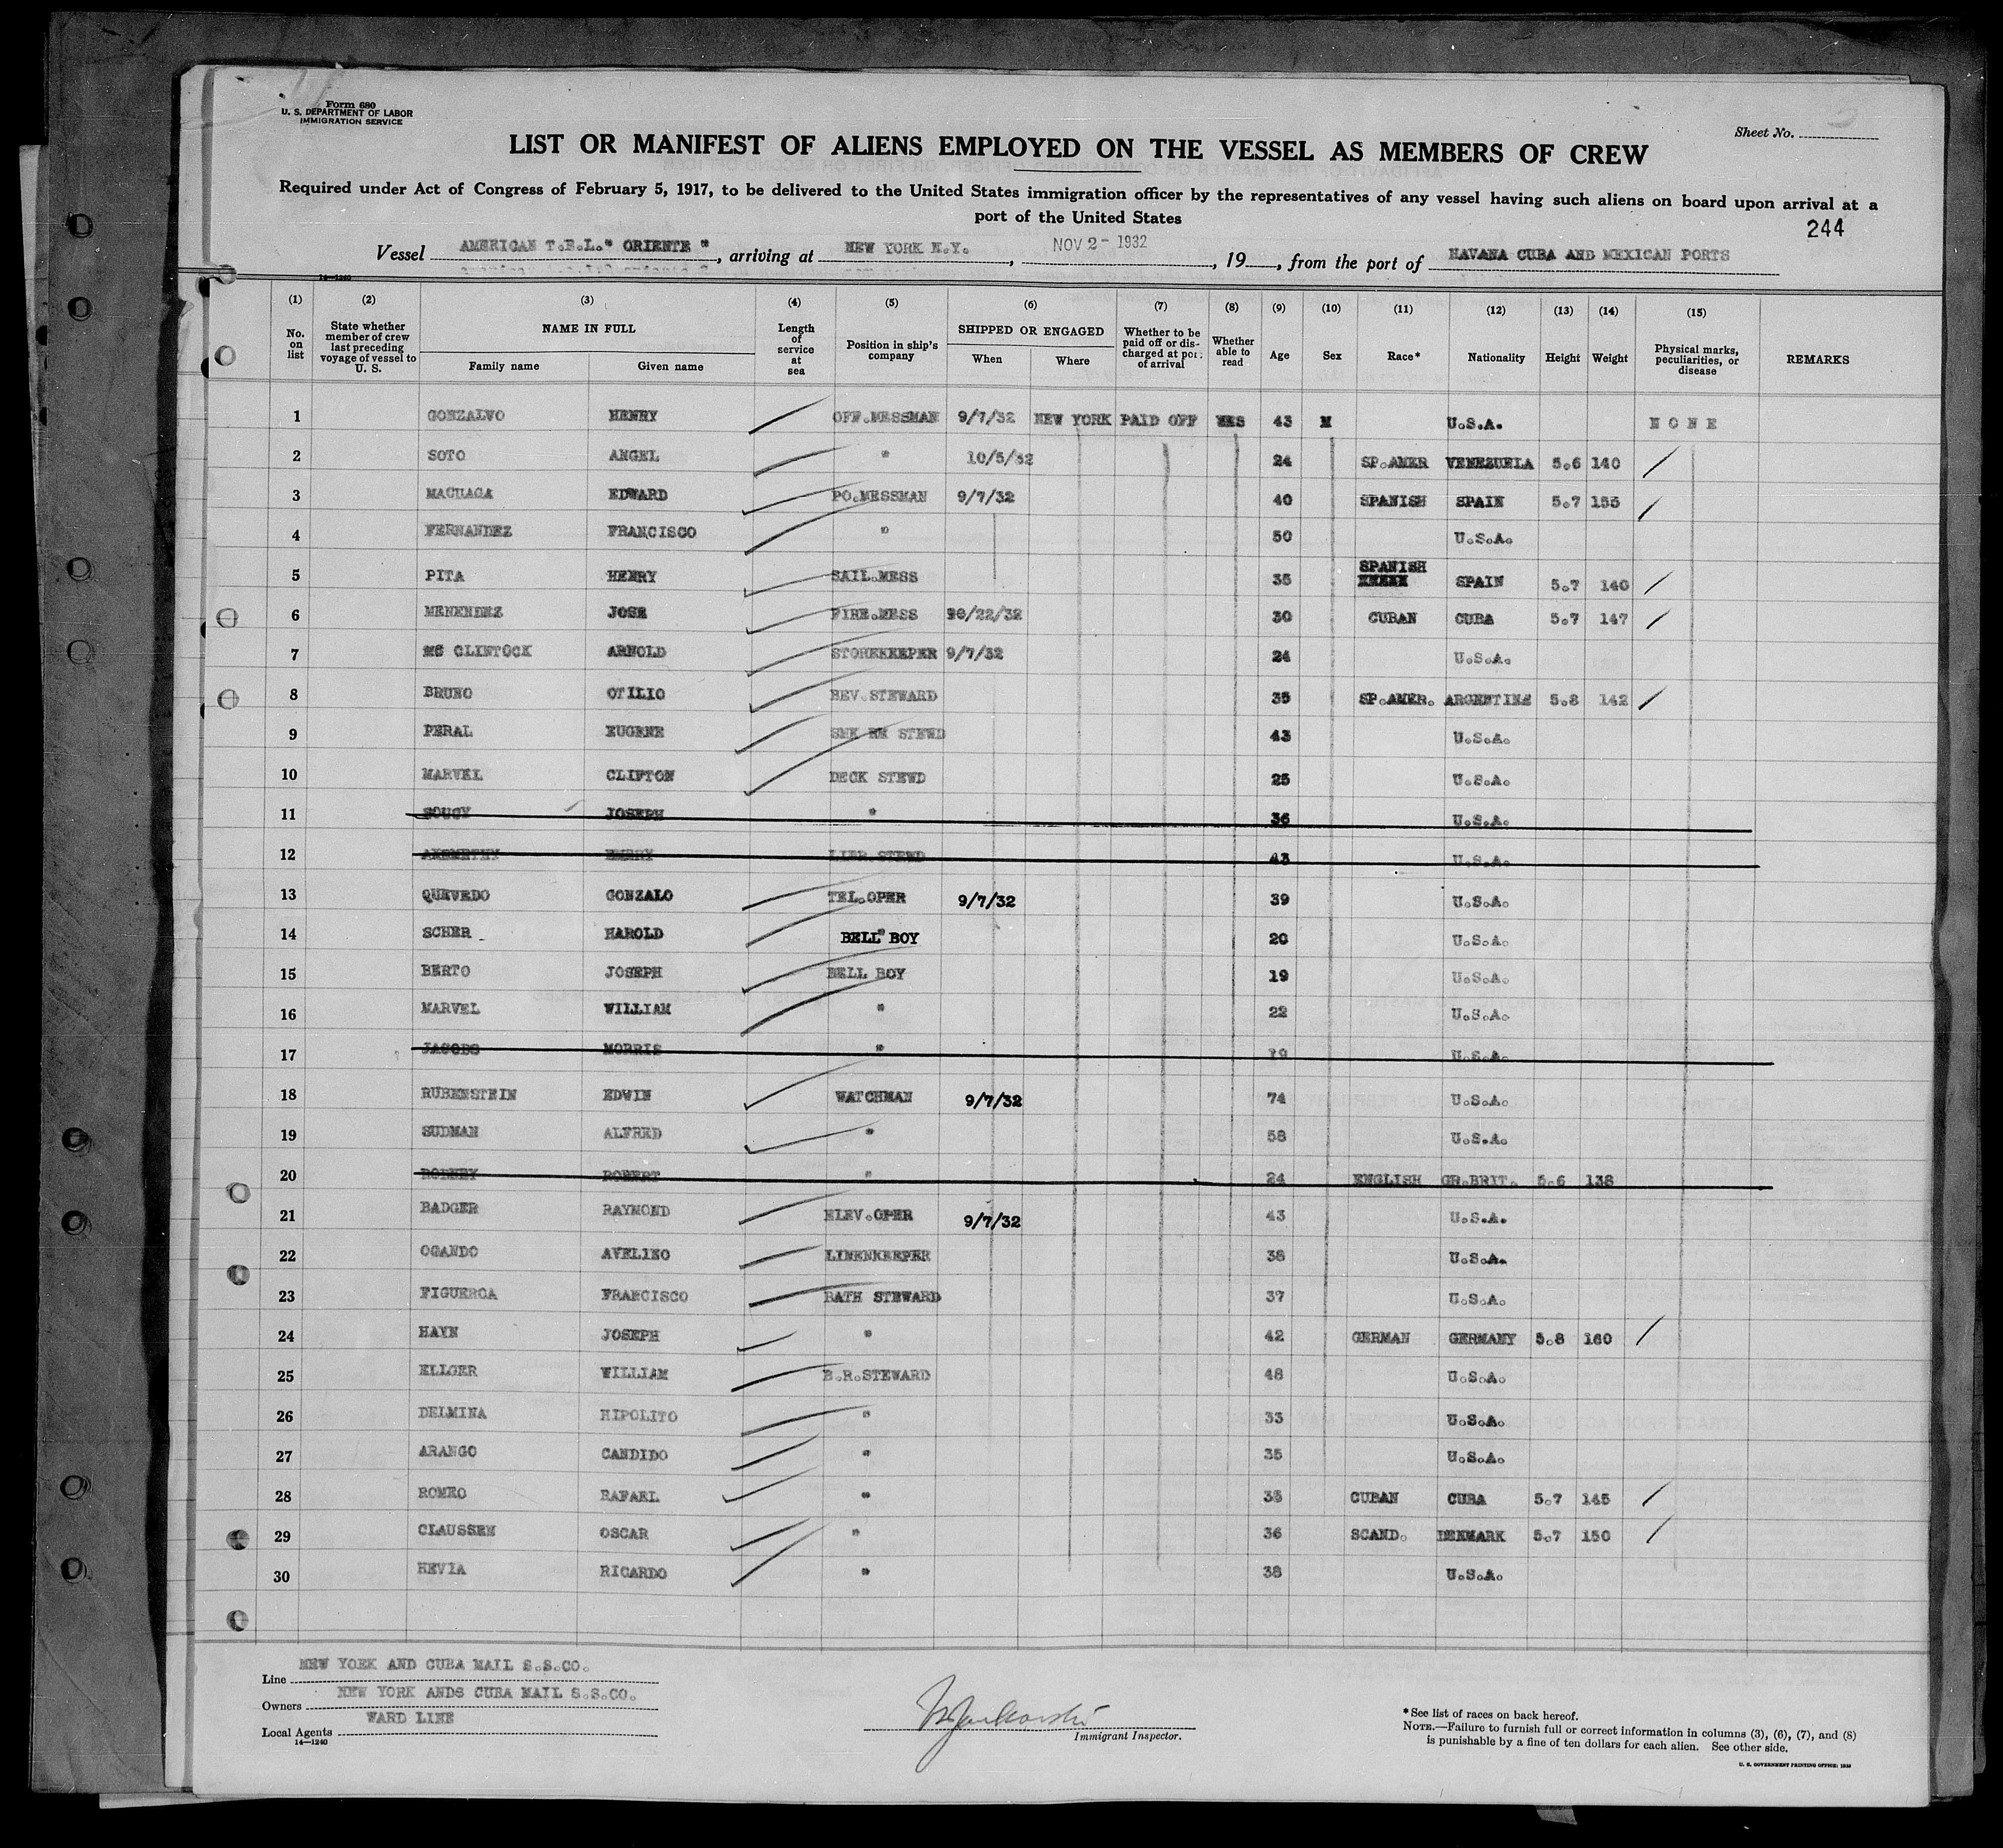 Form 680
U. S. DEPARTMENT OF LABOR
IMMIGRATION SERVICE
Sheet No.
LIST OR MANIFEST OF ALIENS EMPLOYED ON THE VESSEL AS MEMBERS OF CREW
Required under Act of Congress of February 5, 1917, to be delivered to the United States immigration officer by the representatives of any vessel having such aliens on board upon arrival at a
port of the United States
244
Vessel AMERICAN T.E.L." ORIENTE ", arriving at NEW YORK N.Y., NOV 2- 1932, 19, from the port of HAVANA CUBA AND MEXICAN PORTS
14—1240
(1) (2) (3) (4) (5) (6) (7) (8) (9) (10) (11) (12) (13) (14) (15)
No. on list State whether member of crew last preceding voyage of vessel to U. S. NAME IN FULL Family name Given name Length of service at sea Position in ship's company SHIPPED OR ENGAGED When Where Whether to be paid off or discharged at port of arrival Whether able to read Age Sex Race* Nationality Height Weight Physical marks, peculiarities, or disease REMARKS
1 GONZALVO HENRY OFF.MESSMAN 9/7/32 NEW YORK PAID OFF YES 43 M U.S.A. NONE
2 SOTO ANGEL " 10/5/32 24 SP.AMER VENEZUELA 5.6 140
3 MACHAGA EDWARD PO.MESSMAN 9/7/32 40 SPANISH SPAIN 5.7 155
4 FERNANDEZ FRANCISCO " 50 U.S.A.
5 PITA HENRY SAIL.MESS 35 SPANISH SPAIN 5.7 140
6 MENENDEZ JOSE FIRE.MESS 10/22/32 30 CUBAN CUBA 5.7 147
7 MC CLINTOCK ARNOLD STOREKEEPER 9/7/32 24 U.S.A.
8 BRUNO OTILIO BEV.STEWARD 35 SP.AMER. ARGENTINE 5.8 142
9 PERAL EUGENE SMK RM STEWD 43 U.S.A.
10 MARVEL CLIFTON DECK STEWD 25 U.S.A.
11 SOUCY JOSEPH " 36 U.S.A.
12 LIBR.STEWD 43 U.S.A.
13 QUEVEDO GONZALO TEL.OPER 9/7/32 39 U.S.A.
14 SCHER HAROLD BELL BOY 20 U.S.A.
15 BERTO JOSEPH BELL BOY 19 U.S.A.
16 MARVEL WILLIAM " 22 U.S.A.
17 JACOBS MORRIS " 19 U.S.A.
18 RUBENSTEIN EDWIN WATCHMAN 9/7/32 74 U.S.A.
19 SUDMAN ALFRED " 58 U.S.A.
20 ROBERT " 24 ENGLISH GR.BRIT. 5.6 138
21 BADGER RAYMOND ELEV.OPER 9/7/32 43 U.S.A.
22 OGANDO AVELINO LINENKEEPER 38 U.S.A.
23 FIGUEROA FRANCISCO BATH STEWARD 37 U.S.A.
24 HAYN JOSEPH " 42 GERMAN GERMANY 5.8 160
25 ELLGER WILLIAM B.R.STEWARD 48 U.S.A.
26 DELMINA HIPOLITO " 33 U.S.A.
27 ARANGO CANDIDO " 35 U.S.A.
28 ROMEO RAFAEL " 35 CUBAN CUBA 5.7 145
29 CLAUSSEN OSCAR " 36 SCAND. DENMARK 5.7 150
30 HEVIA RICARDO " 38 U.S.A.
Line NEW YORK AND CUBA MAIL S.S.CO.
Owners NEW YORK ANDS CUBA MAIL S.S.CO.
Local Agents WARD LINE
14—1240
Immigrant Inspector.
*See list of races on back hereof.
NOTE.—Failure to furnish full or correct information in columns (3), (6), (7), and (8)
is punishable by a fine of ten dollars for each alien. See other side.